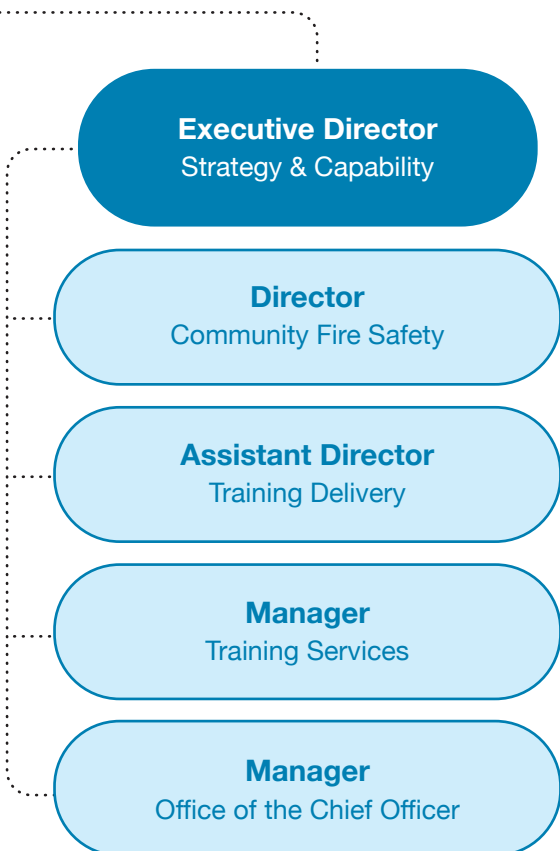 Executive Director
Strategy & Capability
Director
Community Fire Safety
Assistant Director
Training Delivery
Manager
Training Services
Manager
Office of the Chief Officer